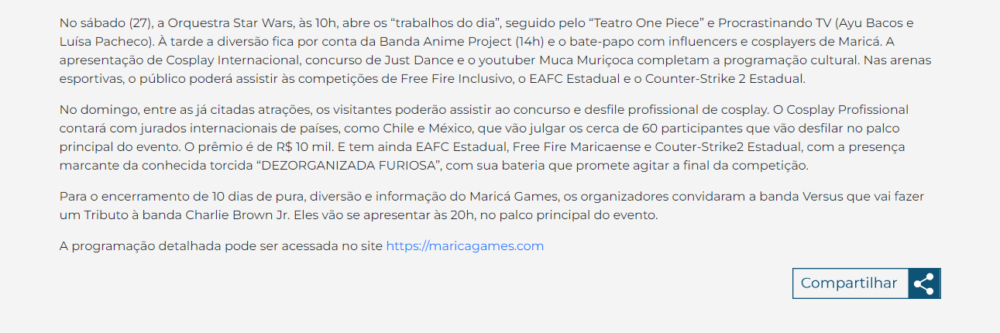 No sábado (27), a Orquestra Star Wars, às 10h, abre os “trabalhos do dia”, seguido pelo “Teatro One Piece” e Procrastinando TV (Ayu Bacos e
Luísa Pacheco). À tarde a diversão fica por conta da Banda Anime Project (14h) e o bate-papo com influencers e cosplayers de Maricá. A
apresentação de Cosplay Internacional, concurso de Just Dance e o youtuber Muca Muriçoca completam a programação cultural. Nas arenas
esportivas, o público poderá assistir às competições de Free Fire Inclusivo, o EAFC Estadual e o Counter-Strike 2 Estadual.
No domingo, entre as já citadas atrações, os visitantes poderão assistir ao concurso e desfile profissional de cosplay. O Cosplay Profissional
contará com jurados internacionais de países, como Chile e México, que vão julgar os cerca de 60 participantes que vão desfilar no palco
principal do evento. O prêmio é de R$ 10 mil. E tem ainda EAFC Estadual, Free Fire Maricaense e Couter-Strike2 Estadual, com a presença
marcante da conhecida torcida “DEZORGANIZADA FURIOSA”, com sua bateria que promete agitar a final da competição.
Para o encerramento de 10 dias de pura, diversão e informação do Maricá Games, os organizadores convidaram a banda Versus que vai fazer
um Tributo à banda Charlie Brown Jr. Eles vão se apresentar às 20h, no palco principal do evento.
A programação detalhada pode ser acessada no site https://maricagames.com
Compartilhar